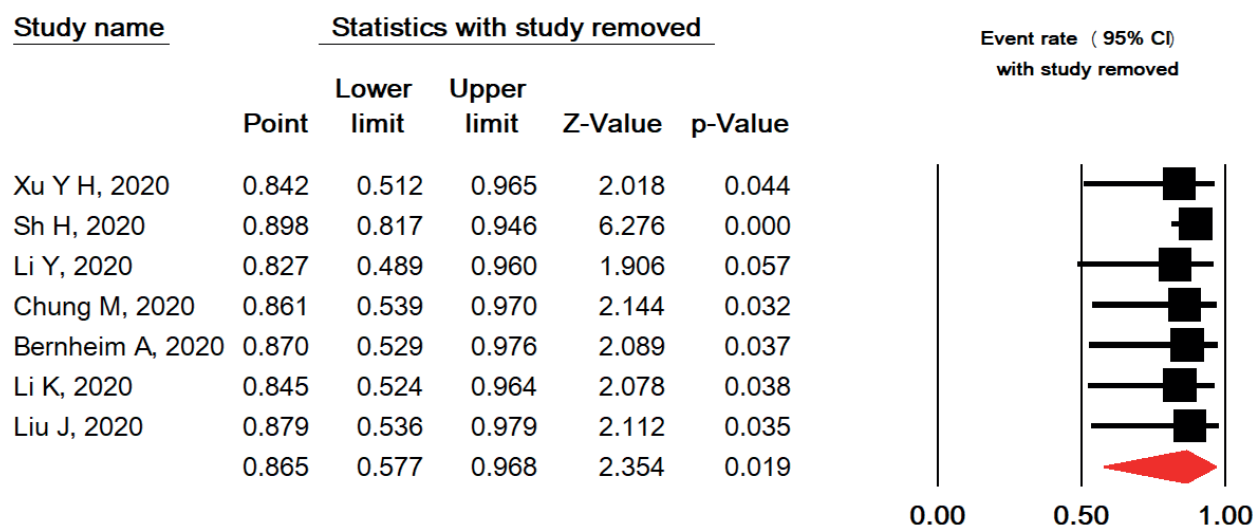 Study name Statistics with study removed
Event rate ( 95% CI)
with study removed
Lower Upper
Point limit limit Z-Value p-Value
Xu Y H, 2020 0.842 0.512 0.965 2.018 0.044
Sh H, 2020 0.898 0.817 0.946 6.276 0.000
Li Y, 2020 0.827 0.489 0.960 1.906 0.057
Chung M, 2020 0.861 0.539 0.970 2.144 0.032
Bernheim A, 2020 0.870 0.529 0.976 2.089 0.037
Li K, 2020 0.845 0.524 0.964 2.078 0.038
Liu J, 2020 0.879 0.536 0.979 2.112 0.035
0.865 0.577 0.968 2.354 0.019
0.00 0.50 1.00